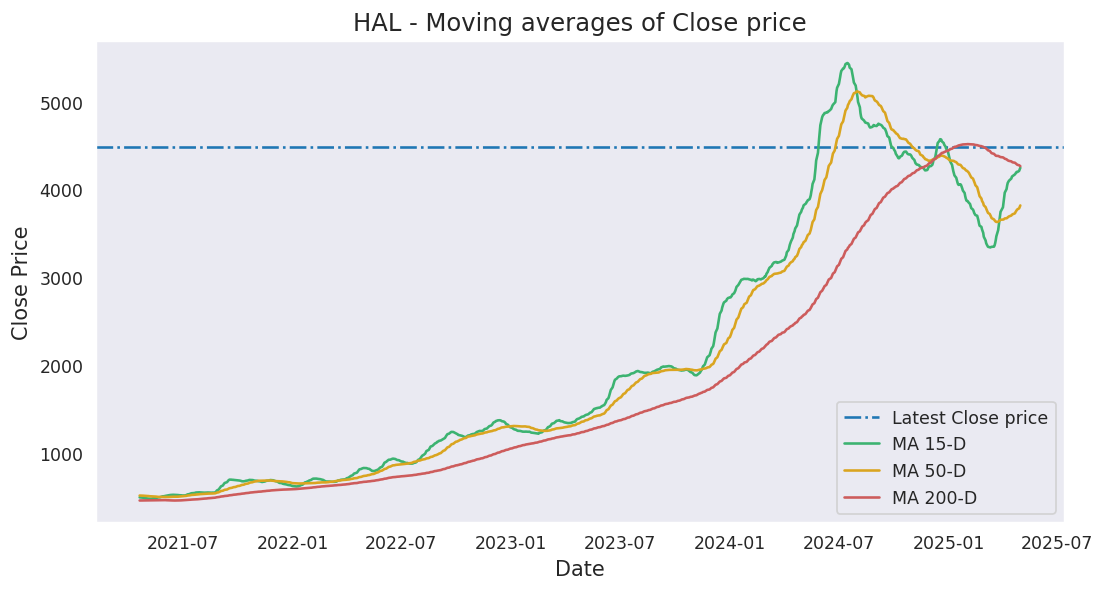 HAL - Moving averages of Close price
Close Price
5000
4000
3000
2000
1000
Latest Close price
MA 15-D
MA 50-D
MA 200-D
2021-07 2022-01 2022-07 2023-01 2023-07 2024-01 2024-07 2025-01 2025-07
Date